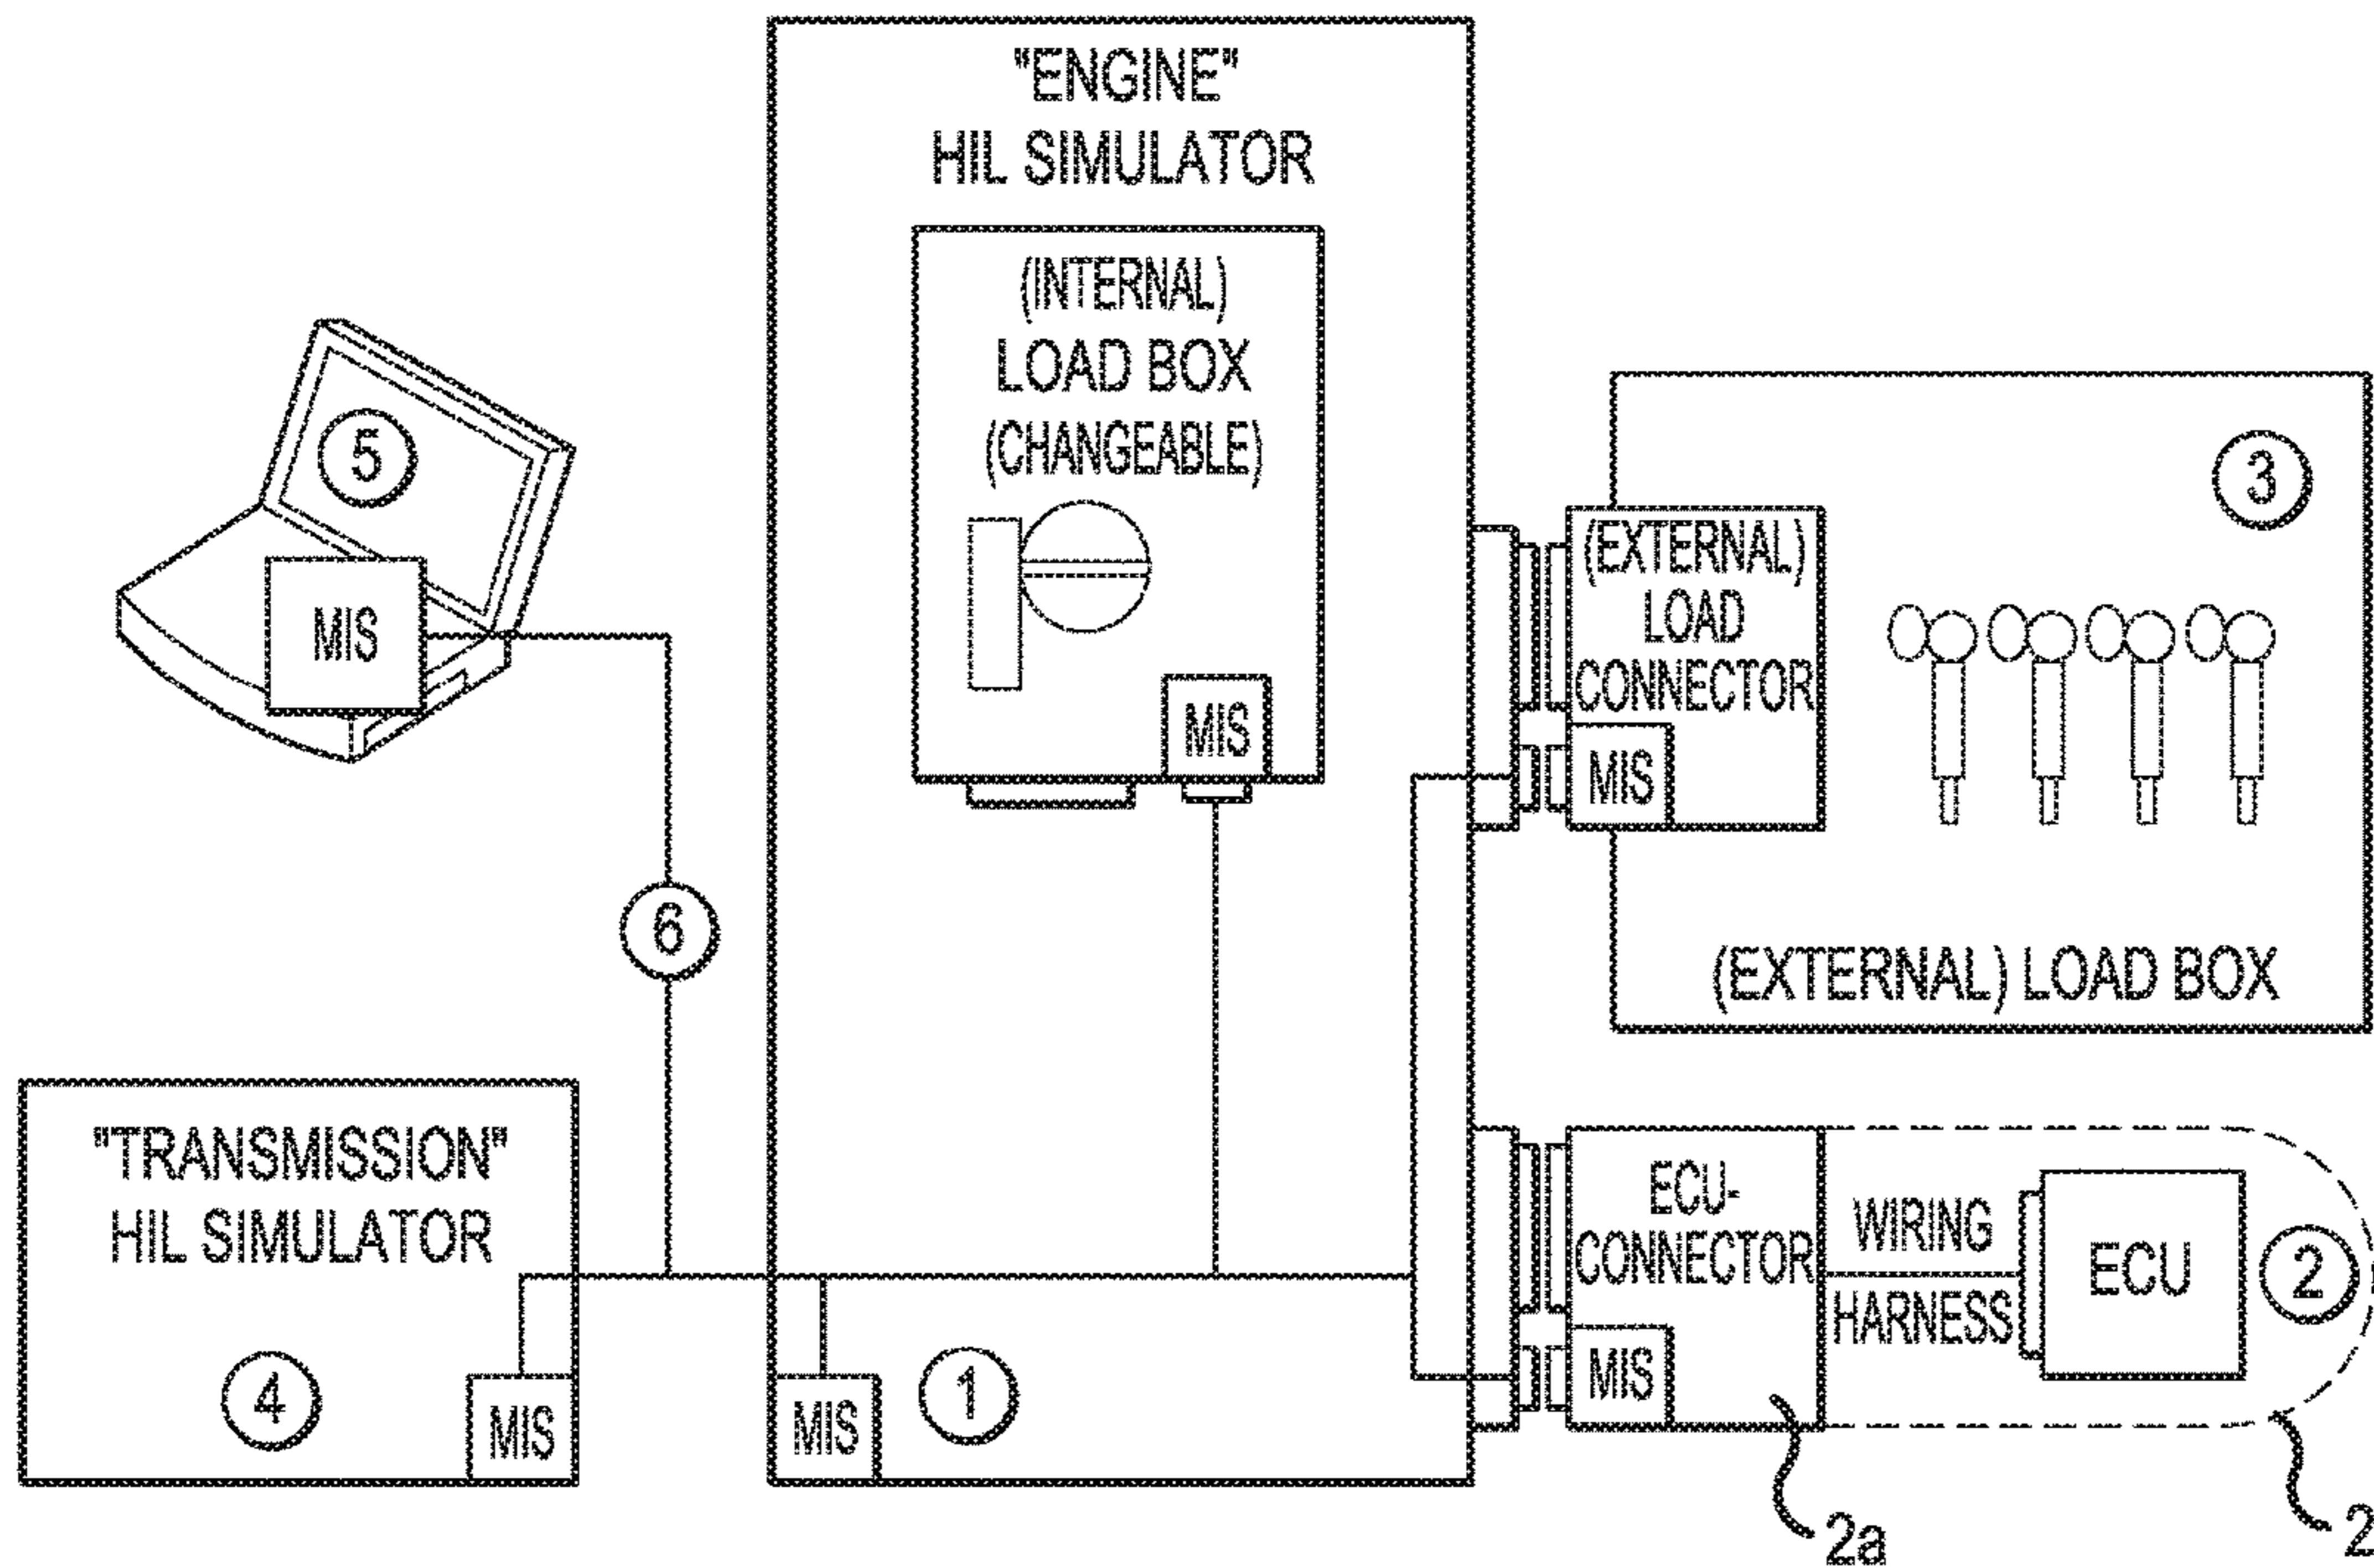 "ENGINE"
HIL SIMULATOR
(INTERNAL)
LOAD BOX
(CHANGEABLE)
MIS
5
MIS
6
3
(EXTERNAL)
LOAD
CONNECTOR
MIS
(EXTERNAL) LOAD BOX
"TRANSMISSION"
HIL SIMULATOR
4
MIS
MIS
1
ECU-
CONNECTOR
MIS
WIRING
HARNESS
ECU
2
2a
2